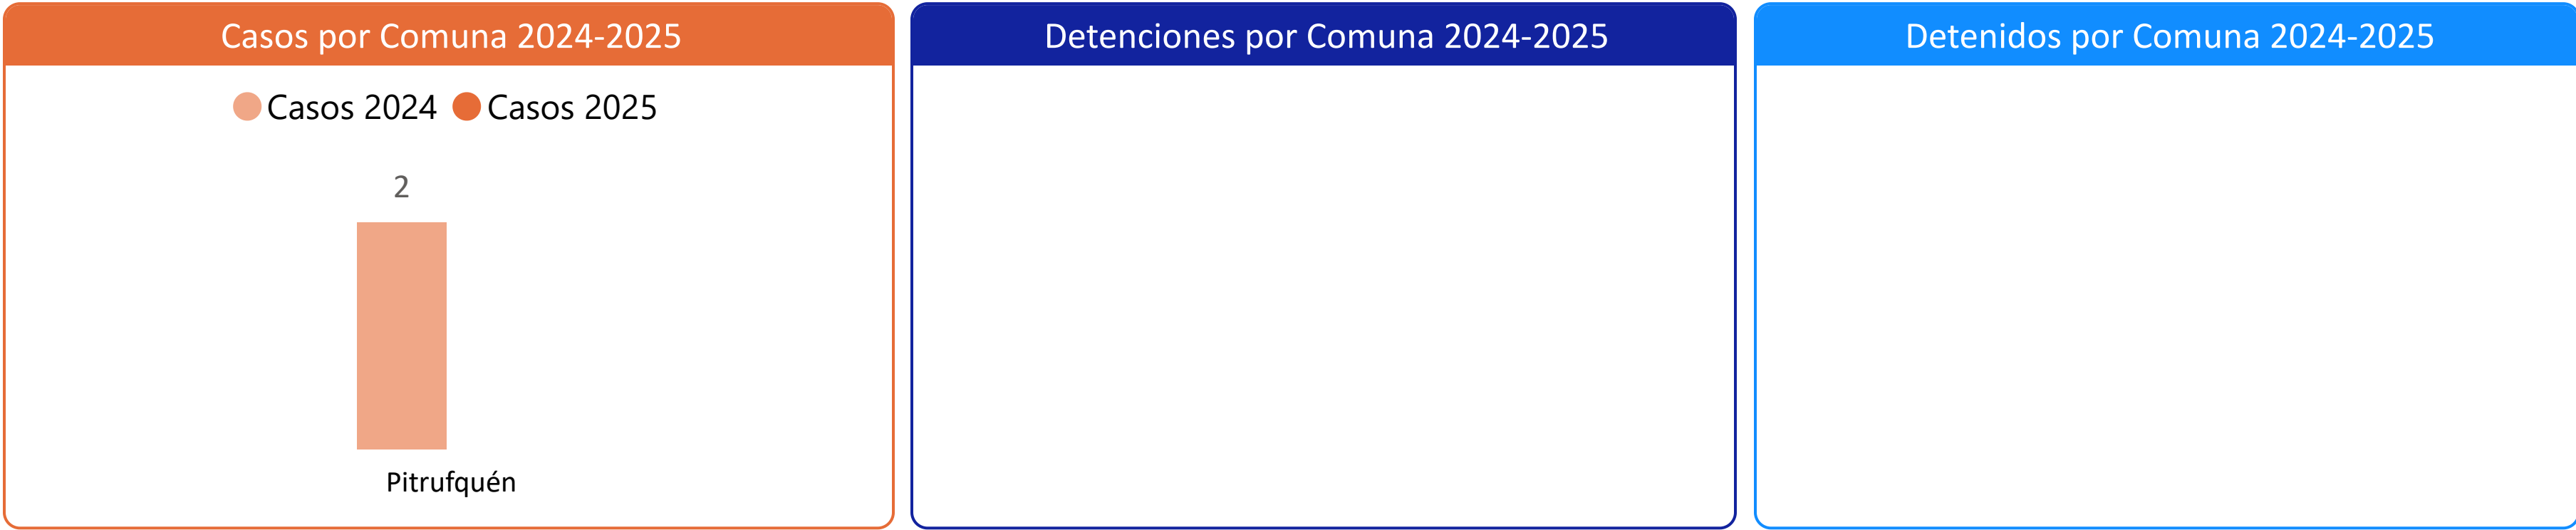 Casos por Comuna 2024-2025
Casos 2024 Casos 2025
2
Pitrufquén
Detenciones por Comuna 2024-2025
Detenidos por Comuna 2024-2025